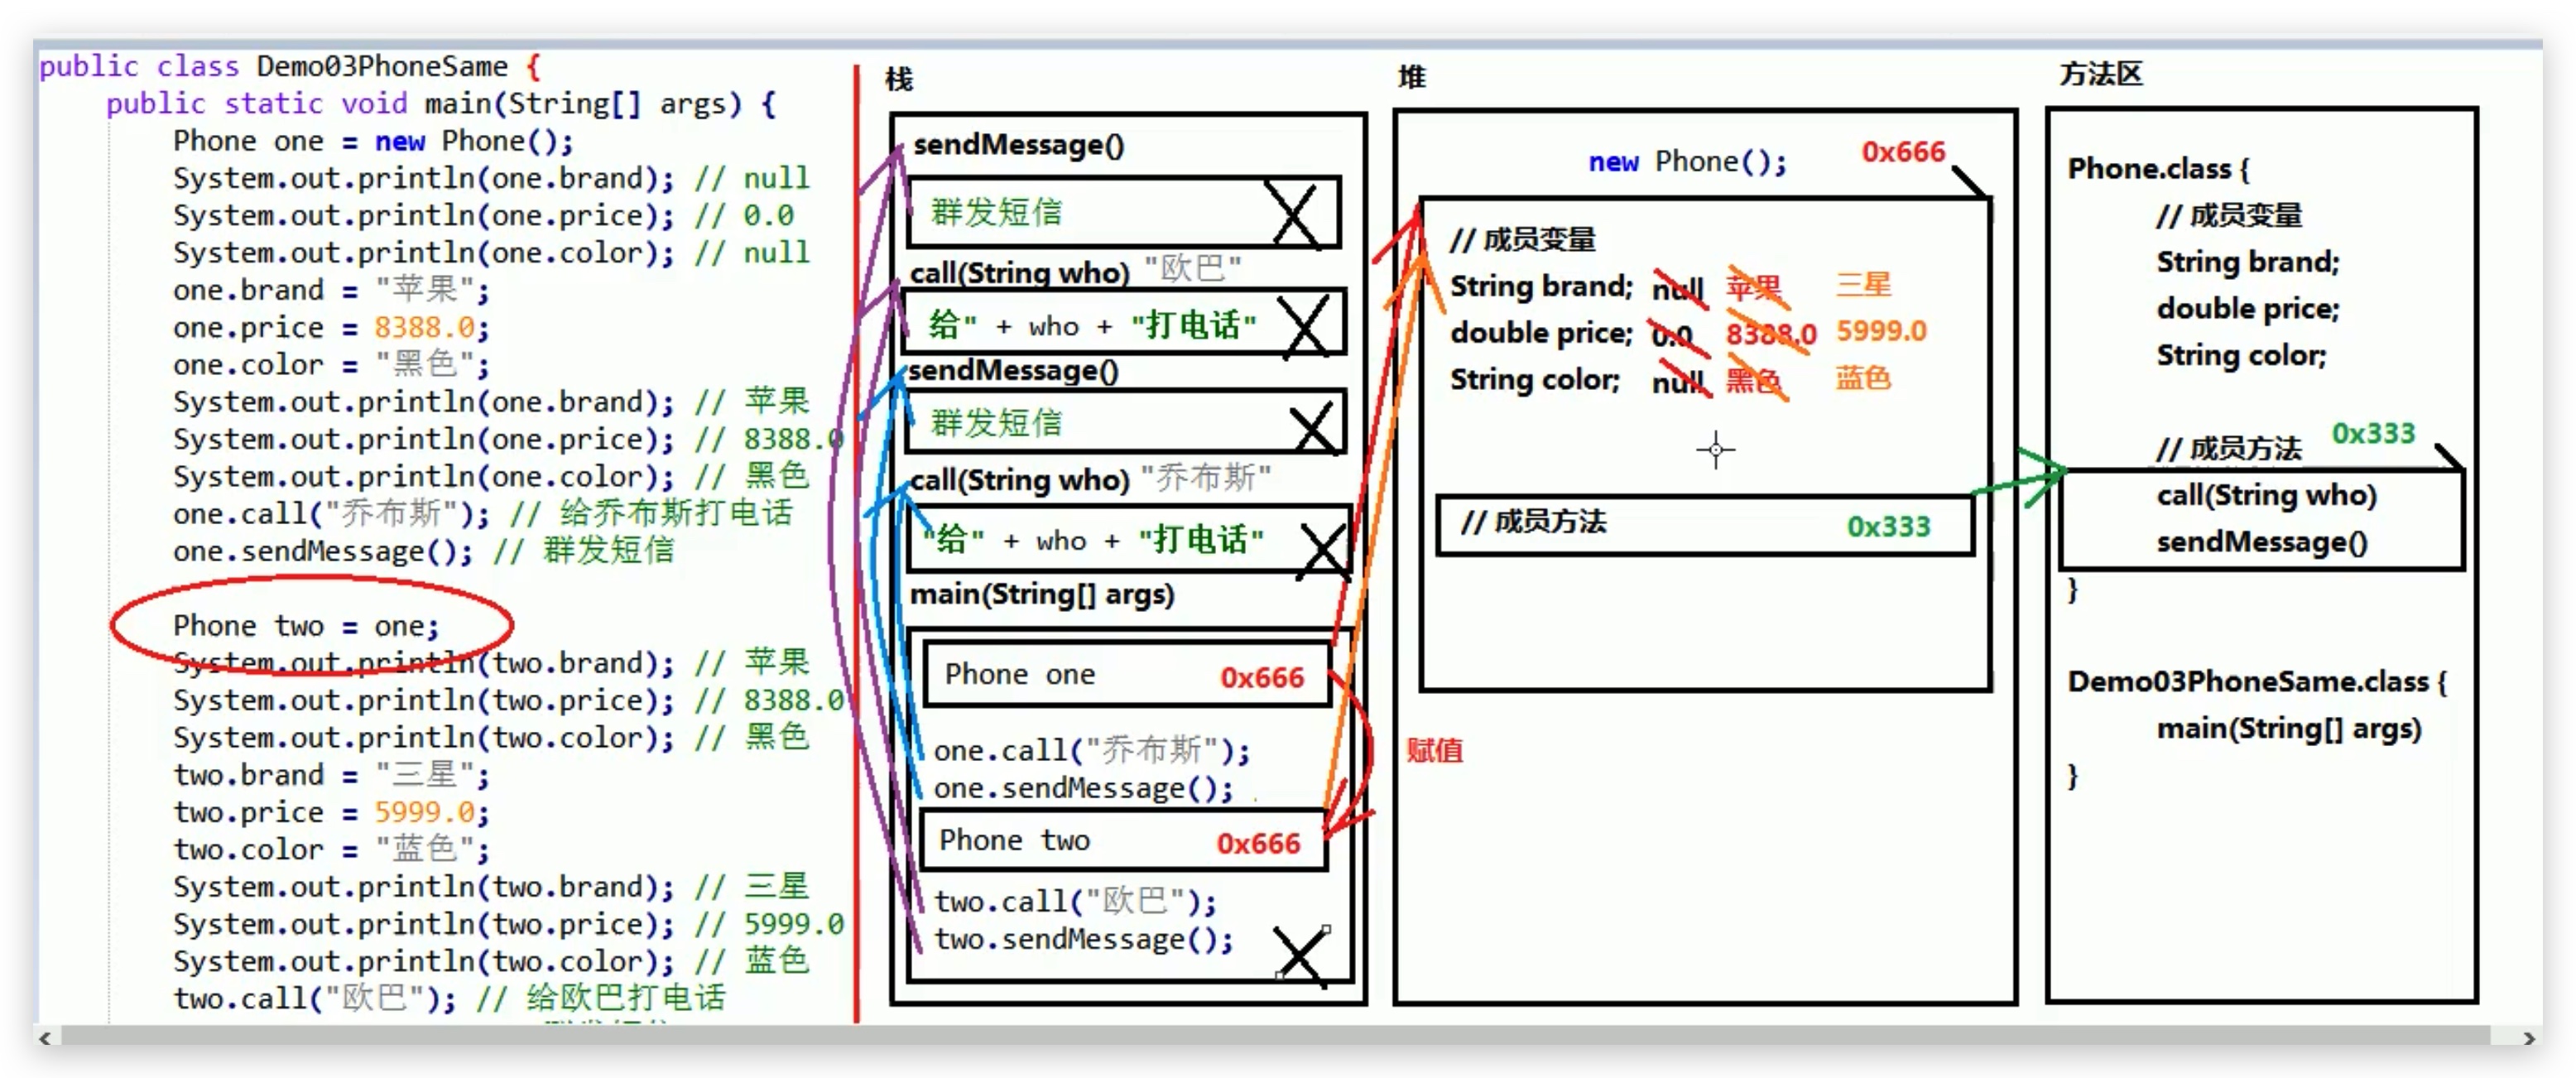 public class Demo03PhoneSame {
public static void main(String[] args) {
Phone one = new Phone();
System.out.println(one.brand); // null
System.out.println(one.price); // 0.0
System.out.println(one.color); // null
one.brand = "苹果";
one.price = 8388.0;
one.color = "黑色";
System.out.println(one.brand); // 苹果
System.out.println(one.price); // 8388.0
System.out.println(one.color); // 黑色
one.call("乔布斯"); // 给乔布斯打电话
one.sendMessage(); // 群发短信
Phone two = one;
System.out.println(two.brand); // 苹果
System.out.println(two.price); // 8388.0
System.out.println(two.color); // 黑色
two.brand = "三星";
two.price = 5999.0;
two.color = "蓝色";
System.out.println(two.brand); // 三星
System.out.println(two.price); // 5999.0
System.out.println(two.color); // 蓝色
two.call("欧巴"); // 给欧巴打电话
栈
sendMessage()
群发短信
call(String who) "欧巴"
给" + who + "打电话"
sendMessage()
群发短信
call(String who) "乔布斯"
"给" + who + "打电话"
main(String[] args)
Phone one 0x666
one.call("乔布斯");
one.sendMessage();
Phone two 0x666
two.call("欧巴");
two.sendMessage();
赋值
堆
new Phone(); 0x666
// 成员变量
String brand; null 苹果 三星
double price; 0.0 8388.0 5999.0
String color; null 黑色 蓝色
// 成员方法 0x333
方法区
Phone.class {
// 成员变量
String brand;
double price;
String color;
// 成员方法 0x333
call(String who)
sendMessage()
}
Demo03PhoneSame.class {
main(String[] args)
}